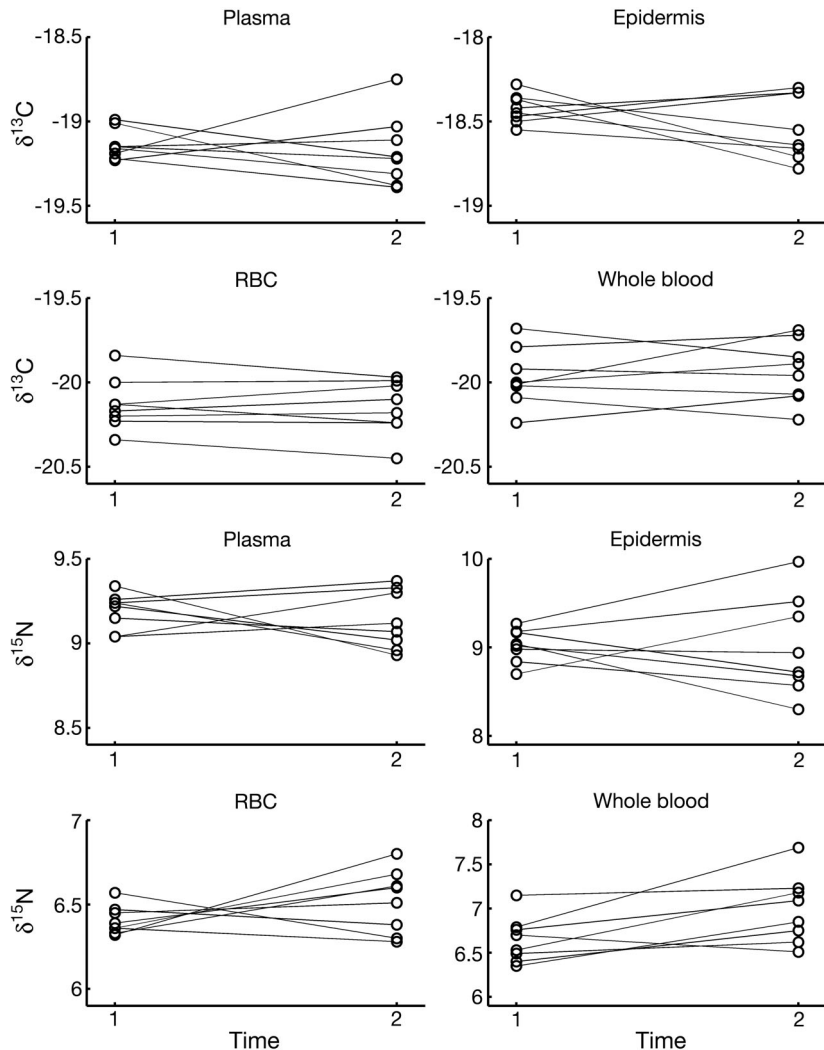 Plasma
Epidermis
-18.5
-19
-19.5
δ13C
1 2
-18
-18.5
-19
1 2
RBC
Whole blood
-19.5
-20
-20.5
δ13C
1 2
-19.5
-20
-20.5
1 2
Plasma
Epidermis
9.5
9
8.5
δ15N
1 2
10
9
8
1 2
RBC
Whole blood
7
6.5
6
δ15N
1 2
Time
8
7.5
7
6.5
6
1 2
Time